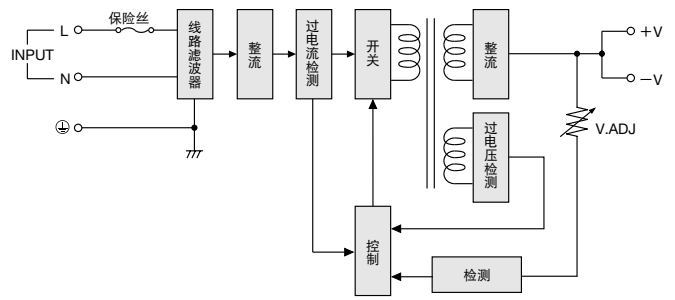 保险丝
L
INPUT
N
线路滤波器
整流
过电流检测
开关
整流
+V
−V
V.ADJ
过电压检测
控制
检测